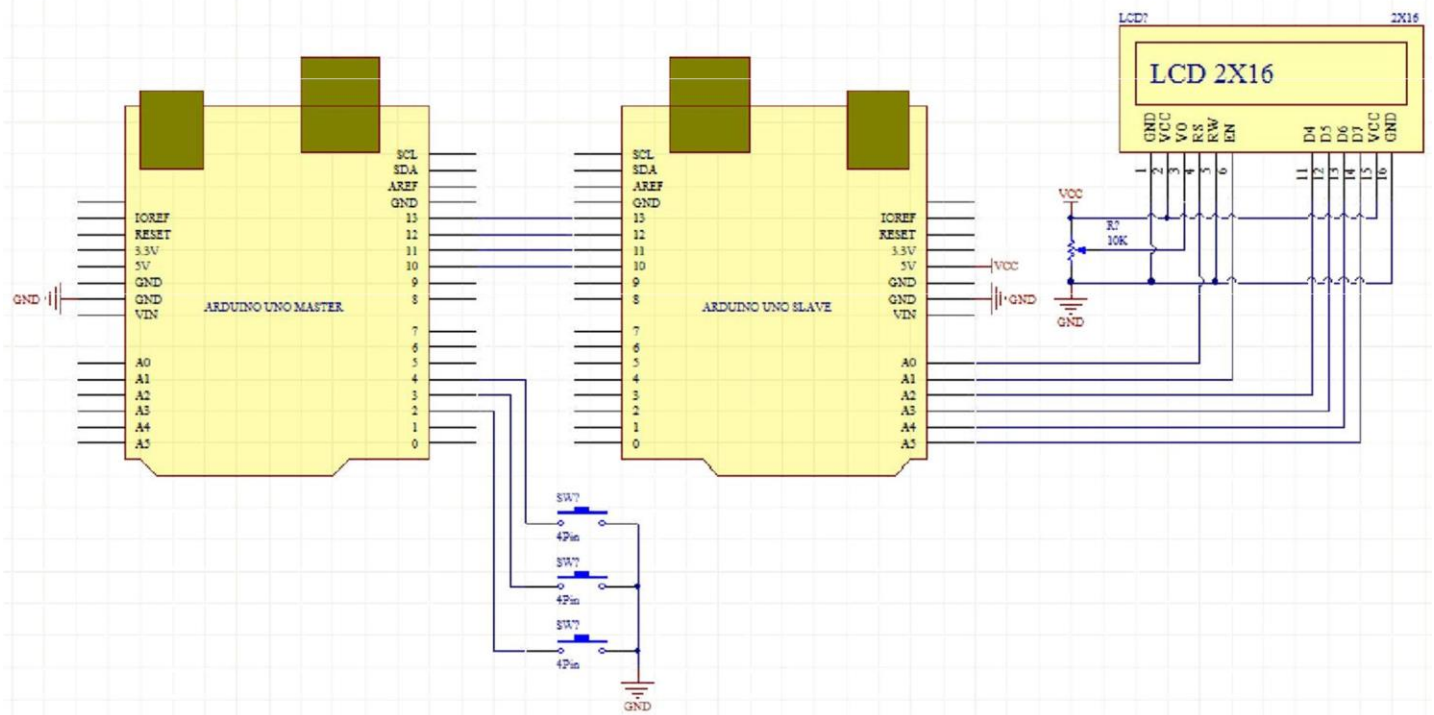 LCD? 2X16
LCD 2X16
GND VCC VO RS RW EN D4 D5 D6 D7 VCC GND
1 2 3 4 5 6 11 12 13 14 15 16
SCL
SDA
AREF
GND
13
12
11
10
9
8
7
6
5
4
3
2
1
0
IOREF
RESET
3.3V
5V
GND
GND
VIN
A0
A1
A2
A3
A4
A5
GND
ARDUINO UNO MASTER
SCL
SDA
AREF
GND
13
12
11
10
9
8
7
6
5
4
3
2
1
0
IOREF
RESET
3.3V
5V
GND
GND
VIN
A0
A1
A2
A3
A4
A5
VCC
GND
ARDUINO UNO SLAVE
VCC
R?
10K
GND
SW?
4Pin
SW?
4Pin
SW?
4Pin
GND